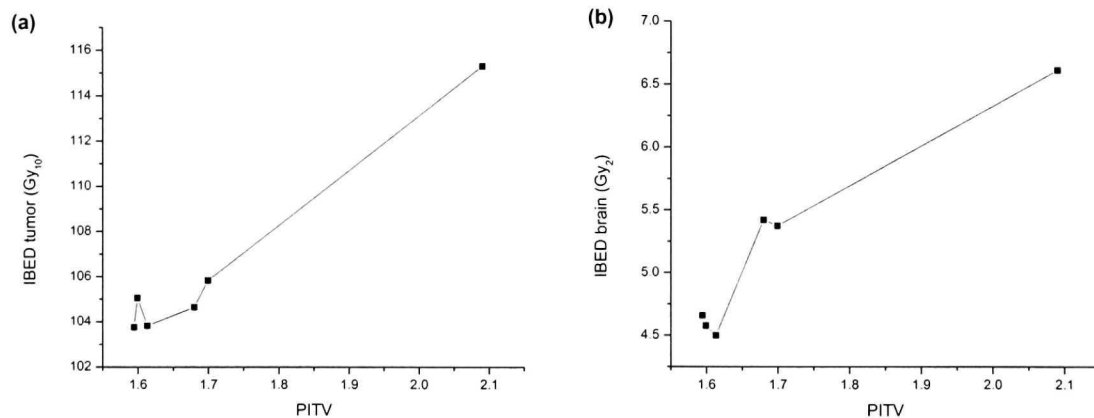 (a)
116
114
112
110
108
106
104
102
IBED tumor (Gy10)
1.6 1.7 1.8 1.9 2.0 2.1
PITV
(b)
7.0
6.5
6.0
5.5
5.0
4.5
IBED brain (Gy2)
1.6 1.7 1.8 1.9 2.0 2.1
PITV